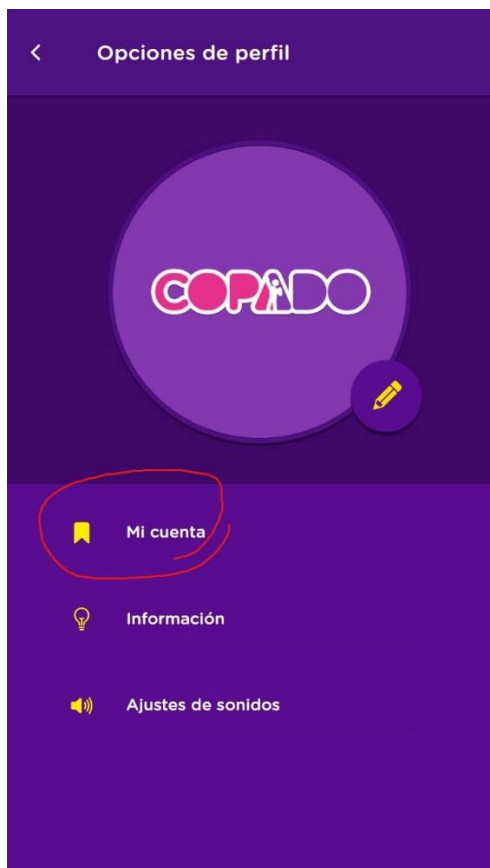 Opciones de perfil
COPADO
Mi cuenta
Información
Ajustes de sonidos